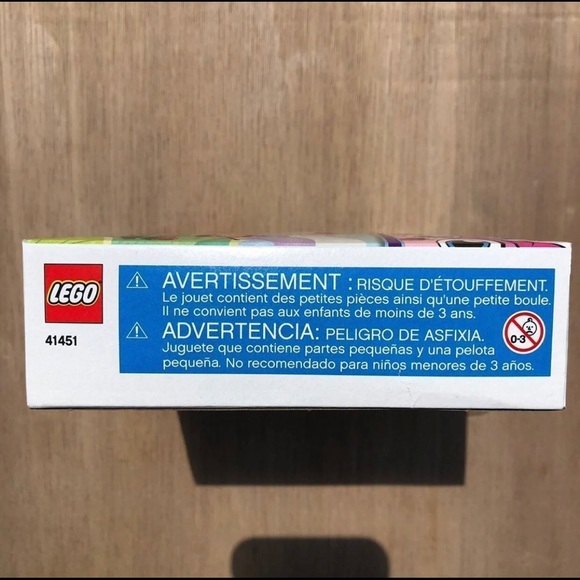 LEGO
41451
⚠ AVERTISSEMENT : RISQUE D'ÉTOUFFEMENT.
Le jouet contient des petites pièces ainsi qu'une petite boule.
Il ne convient pas aux enfants de moins de 3 ans.
⚠ ADVERTENCIA: PELIGRO DE ASFIXIA.
Juguete que contiene partes pequeñas y una pelota
pequeña. No recomendado para niños menores de 3 años.
0-3